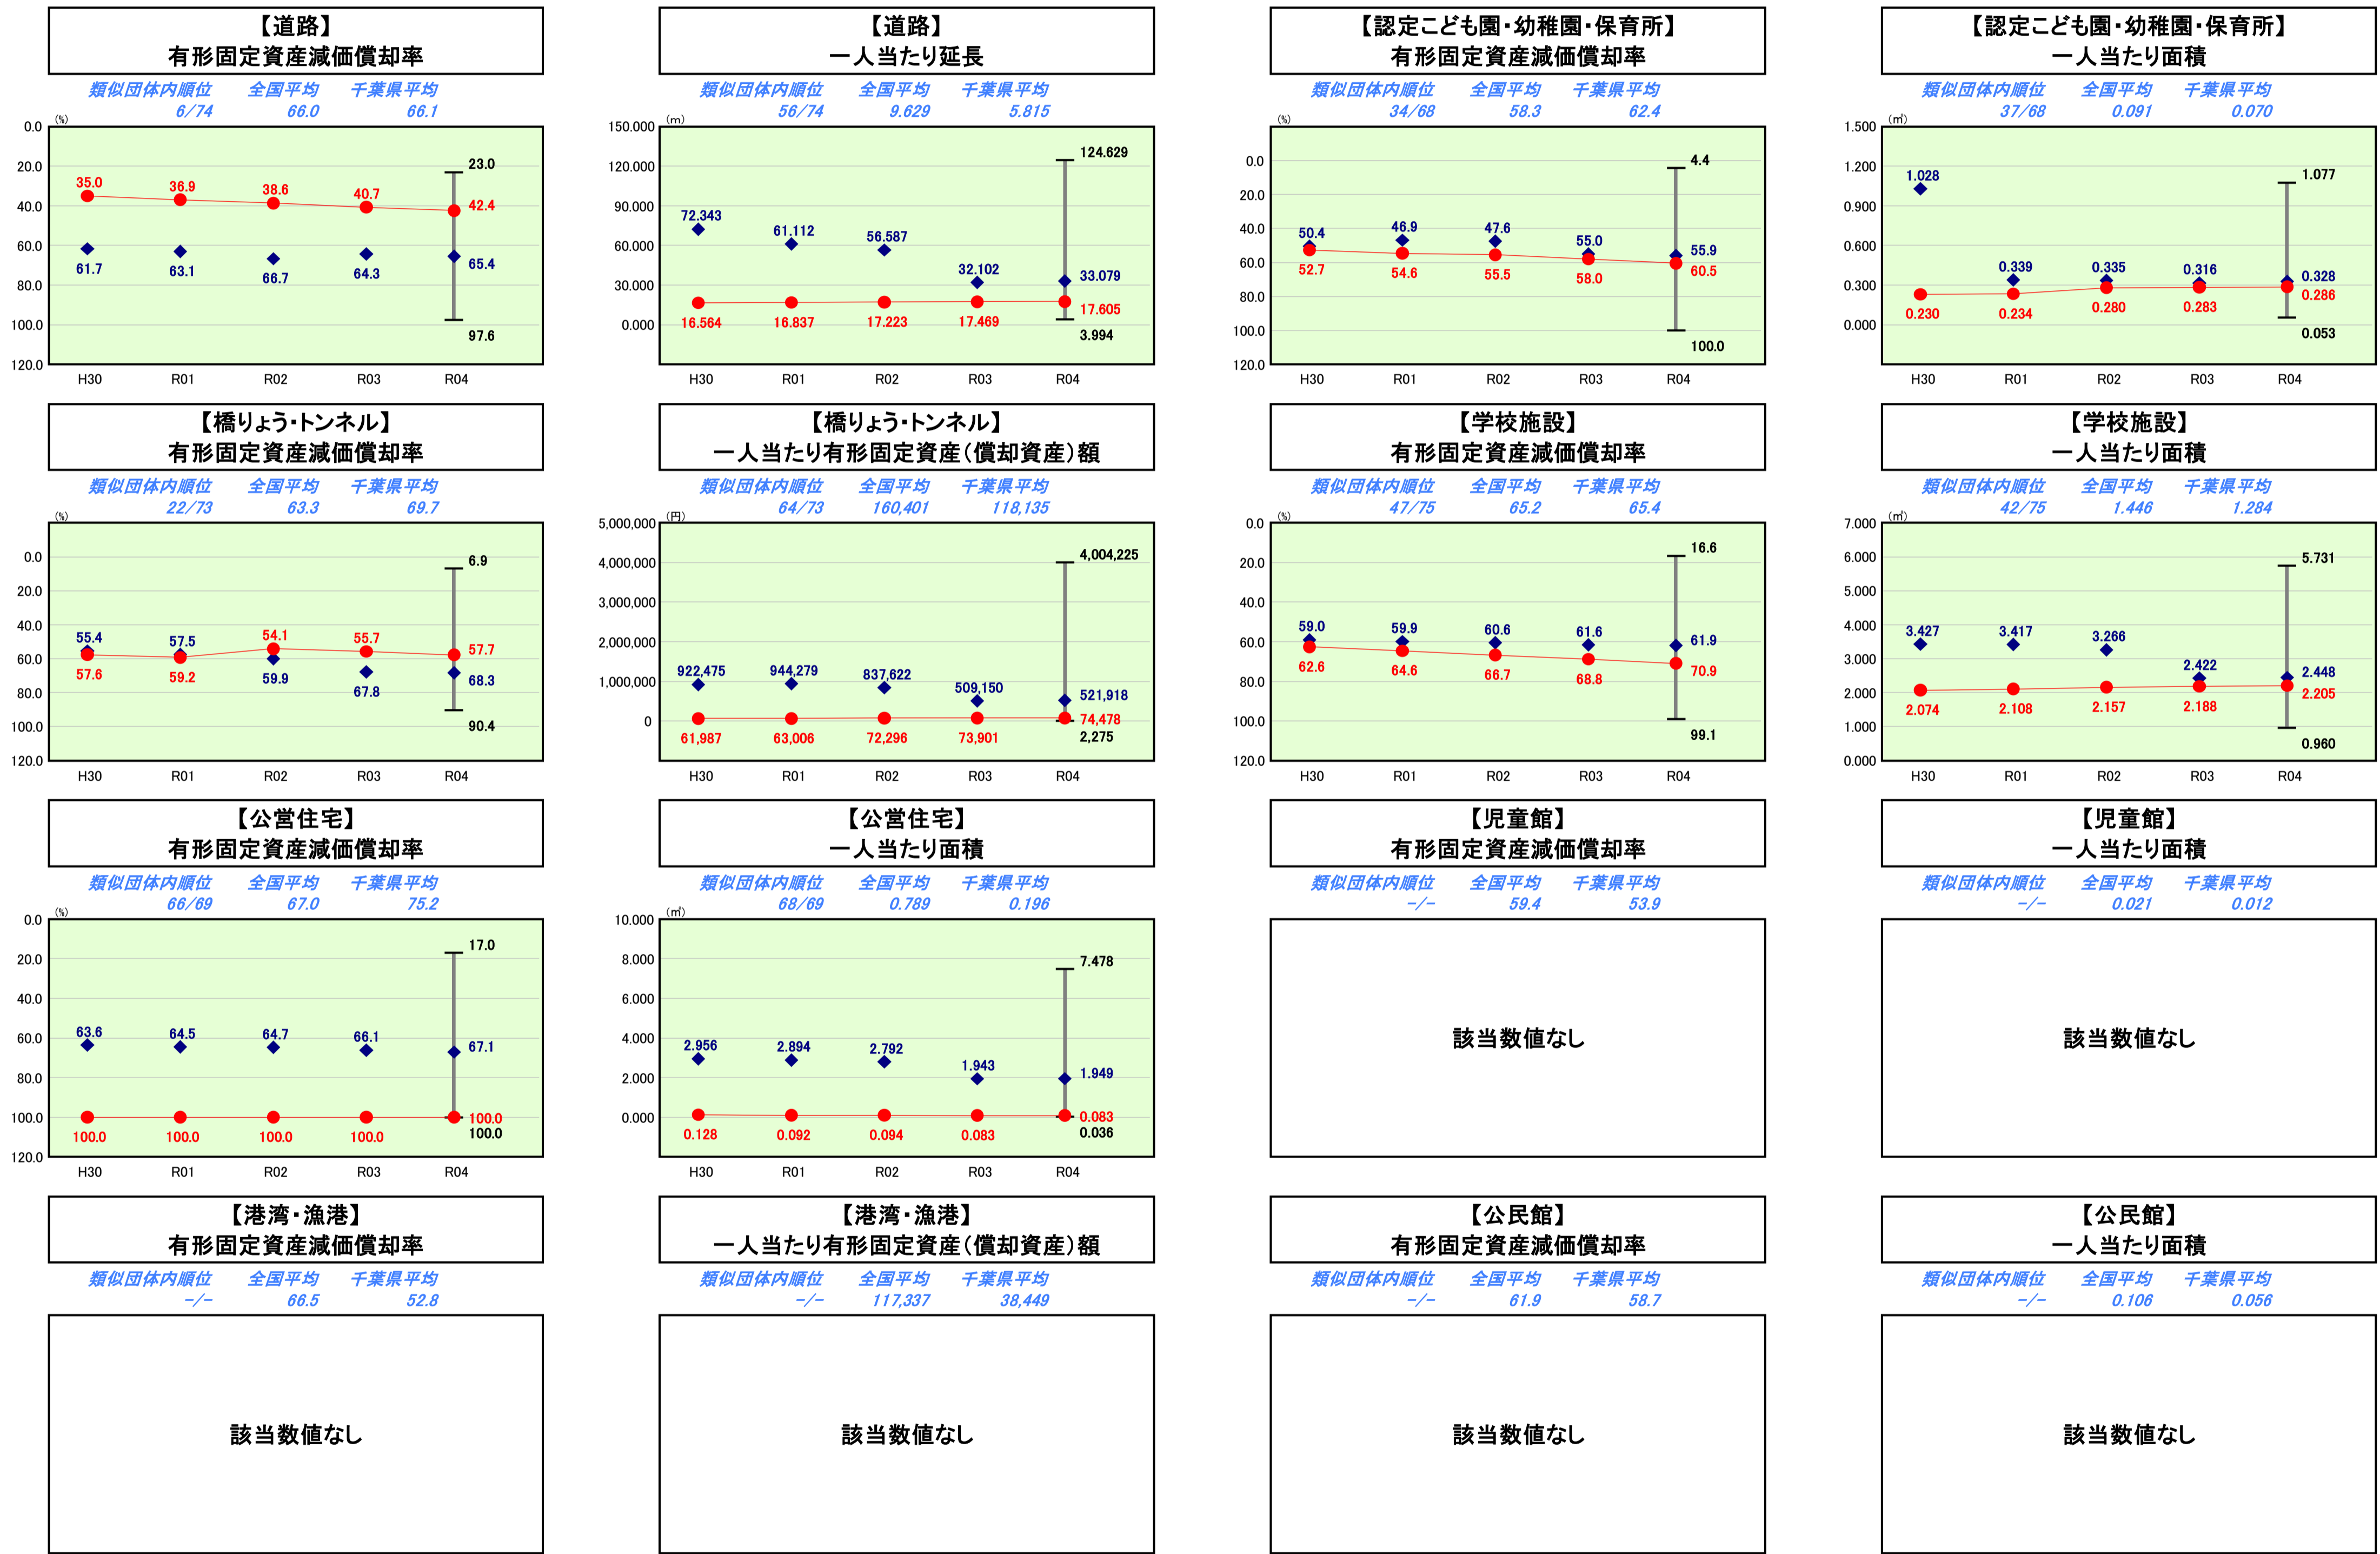 【道路】
有形固定資産減価償却率
類似団体内順位 全国平均 千葉県平均
6/74 66.0 66.1
(%)
0.0
20.0
40.0
60.0
80.0
100.0
120.0
35.0 36.9 38.6 40.7 42.4
61.7 63.1 66.7 64.3 65.4
23.0
97.6
H30 R01 R02 R03 R04
【道路】
一人当たり延長
類似団体内順位 全国平均 千葉県平均
56/74 9.629 5.815
(m)
150.000
120.000
90.000
60.000
30.000
0.000
72.343 61.112 56.587 32.102 33.079
16.564 16.837 17.223 17.469 17.605
124.629
3.994
H30 R01 R02 R03 R04
【認定こども園・幼稚園・保育所】
有形固定資産減価償却率
類似団体内順位 全国平均 千葉県平均
34/68 58.3 62.4
(%)
0.0
20.0
40.0
60.0
80.0
100.0
120.0
50.4 46.9 47.6 55.0 55.9
52.7 54.6 55.5 58.0 60.5
4.4
100.0
H30 R01 R02 R03 R04
【認定こども園・幼稚園・保育所】
一人当たり面積
類似団体内順位 全国平均 千葉県平均
37/68 0.091 0.070
(㎡)
1.500
1.200
0.900
0.600
0.300
0.000
1.028 0.339 0.335 0.316 0.328
0.230 0.234 0.280 0.283 0.286
1.077
0.053
H30 R01 R02 R03 R04
【橋りょう・トンネル】
有形固定資産減価償却率
類似団体内順位 全国平均 千葉県平均
22/73 63.3 69.7
(%)
0.0
20.0
40.0
60.0
80.0
100.0
120.0
55.4 57.5 59.9 67.8 68.3
57.6 59.2 54.1 55.7 57.7
6.9
90.4
H30 R01 R02 R03 R04
【橋りょう・トンネル】
一人当たり有形固定資産（償却資産）額
類似団体内順位 全国平均 千葉県平均
64/73 160,401 118,135
(円)
5,000,000
4,000,000
3,000,000
2,000,000
1,000,000
0
922,475 944,279 837,622 509,150 521,918
61,987 63,006 72,296 73,901 74,478
4,004,225
2,275
H30 R01 R02 R03 R04
【学校施設】
有形固定資産減価償却率
類似団体内順位 全国平均 千葉県平均
47/75 65.2 65.4
(%)
0.0
20.0
40.0
60.0
80.0
100.0
120.0
59.0 59.9 60.6 61.6 61.9
62.6 64.6 66.7 68.8 70.9
16.6
99.1
H30 R01 R02 R03 R04
【学校施設】
一人当たり面積
類似団体内順位 全国平均 千葉県平均
42/75 1.446 1.284
(㎡)
7.000
6.000
5.000
4.000
3.000
2.000
1.000
0.000
3.427 3.417 3.266 2.422 2.448
2.074 2.108 2.157 2.188 2.205
5.731
0.960
H30 R01 R02 R03 R04
【公営住宅】
有形固定資産減価償却率
類似団体内順位 全国平均 千葉県平均
66/69 67.0 75.2
(%)
0.0
20.0
40.0
60.0
80.0
100.0
120.0
63.6 64.5 64.7 66.1 67.1
100.0 100.0 100.0 100.0 100.0
17.0
100.0
H30 R01 R02 R03 R04
【公営住宅】
一人当たり面積
類似団体内順位 全国平均 千葉県平均
68/69 0.789 0.196
(㎡)
10.000
8.000
6.000
4.000
2.000
0.000
2.956 2.894 2.792 1.943 1.949
0.128 0.092 0.094 0.083 0.083
7.478
0.036
H30 R01 R02 R03 R04
【児童館】
有形固定資産減価償却率
類似団体内順位 全国平均 千葉県平均
-/- 59.4 53.9
該当数値なし
【児童館】
一人当たり面積
類似団体内順位 全国平均 千葉県平均
-/- 0.021 0.012
該当数値なし
【港湾・漁港】
有形固定資産減価償却率
類似団体内順位 全国平均 千葉県平均
-/- 66.5 52.8
該当数値なし
【港湾・漁港】
一人当たり有形固定資産（償却資産）額
類似団体内順位 全国平均 千葉県平均
-/- 117,337 38,449
該当数値なし
【公民館】
有形固定資産減価償却率
類似団体内順位 全国平均 千葉県平均
-/- 61.9 58.7
該当数値なし
【公民館】
一人当たり面積
類似団体内順位 全国平均 千葉県平均
-/- 0.106 0.056
該当数値なし